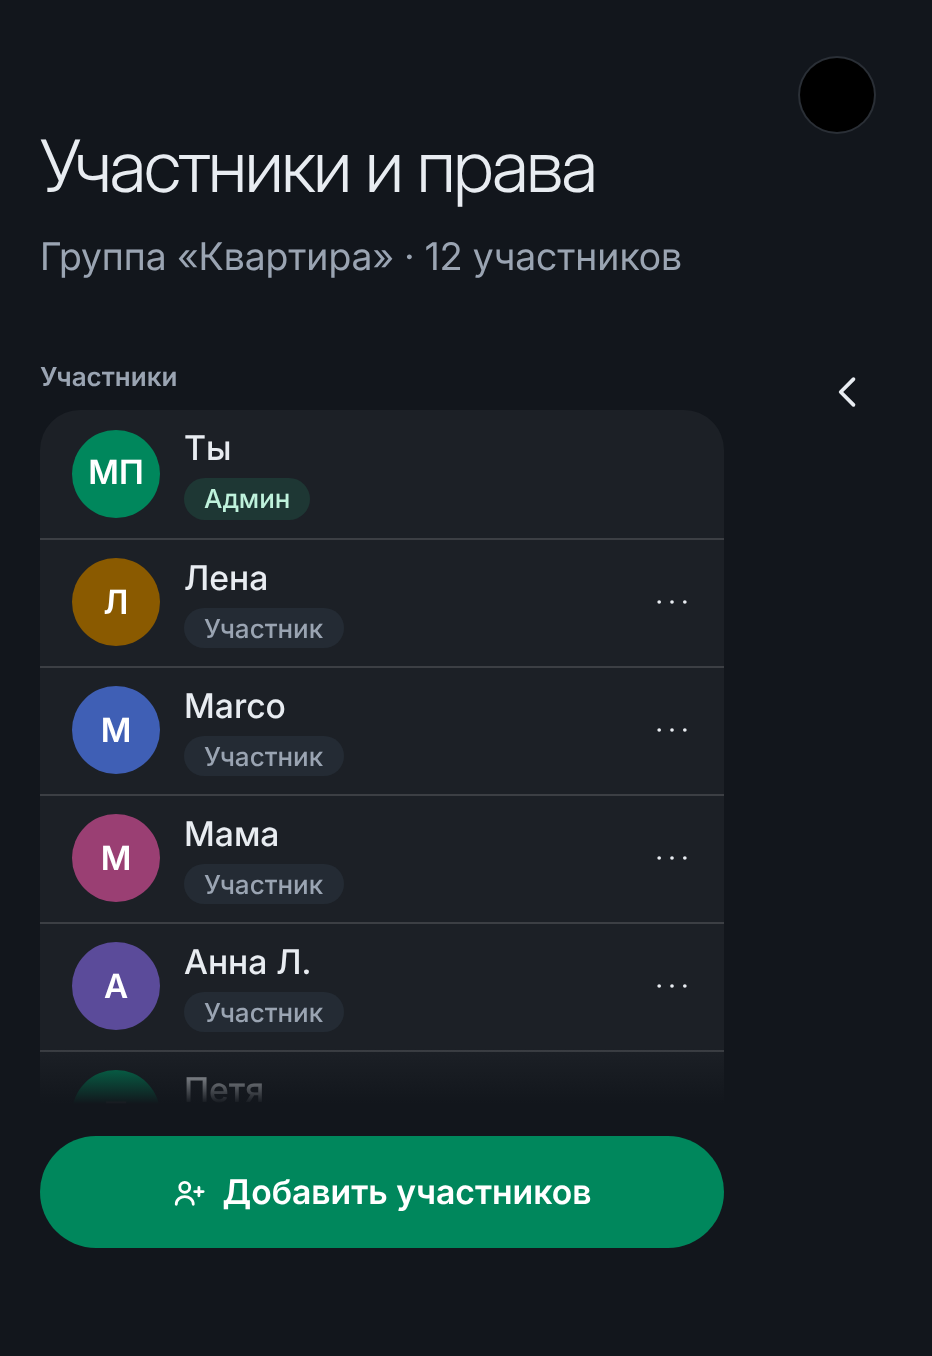 Участники и права
Группа «Квартира» · 12 участников
Участники
МП
Ты
Админ
Л
Лена
Участник
...
M
Marco
Участник
...
М
Мама
Участник
...
А
Анна Л.
Участник
...
Петя
Добавить участников